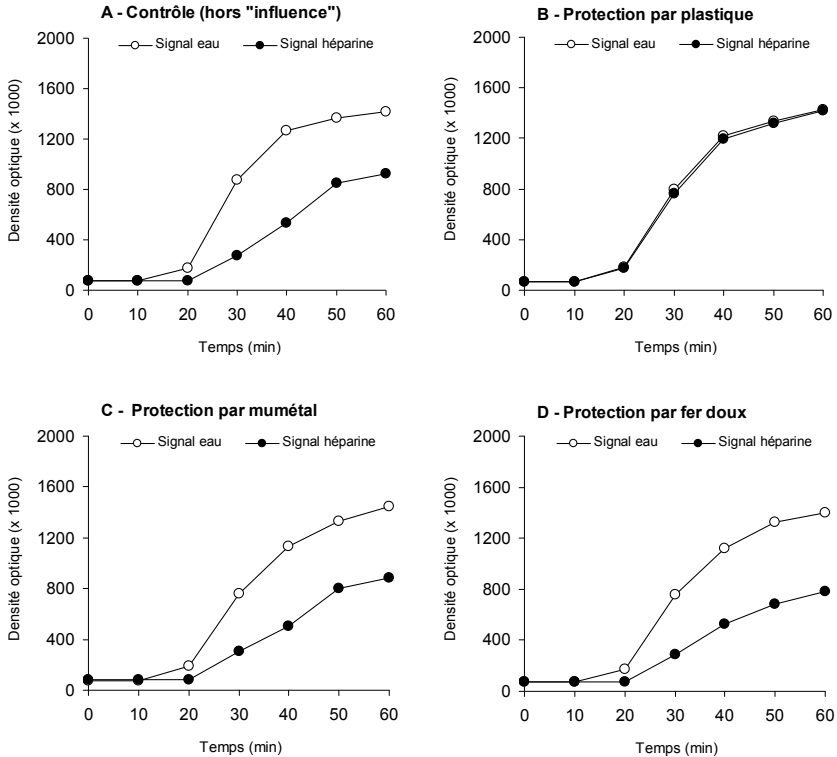 A - Contrôle (hors "influence")
Signal eau Signal héparine
Densité optique (x 1000)
2000
1600
1200
800
400
0
0 10 20 30 40 50 60
Temps (min)
B - Protection par plastique
Signal eau Signal héparine
Densité optique (x 1000)
2000
1600
1200
800
400
0
0 10 20 30 40 50 60
Temps (min)
C - Protection par mumétal
Signal eau Signal héparine
Densité optique (x 1000)
2000
1600
1200
800
400
0
0 10 20 30 40 50 60
Temps (min)
D - Protection par fer doux
Signal eau Signal héparine
Densité optique (x 1000)
2000
1600
1200
800
400
0
0 10 20 30 40 50 60
Temps (min)